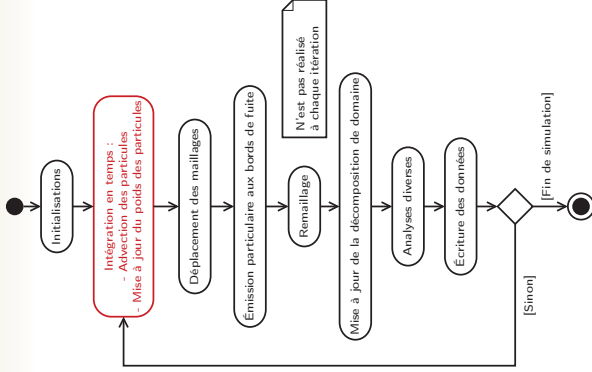 Initialisations
Intégration en temps :
- Advection des particules
- Mise à jour du poids des particules
Déplacement des maillages
Émission particulaire aux bords de fuite
Remaillage
N'est pas réalisé
à chaque itération
Mise à jour de la décomposition de domaine
Analyses diverses
Écriture des données
[Sinon]
[Fin de simulation]